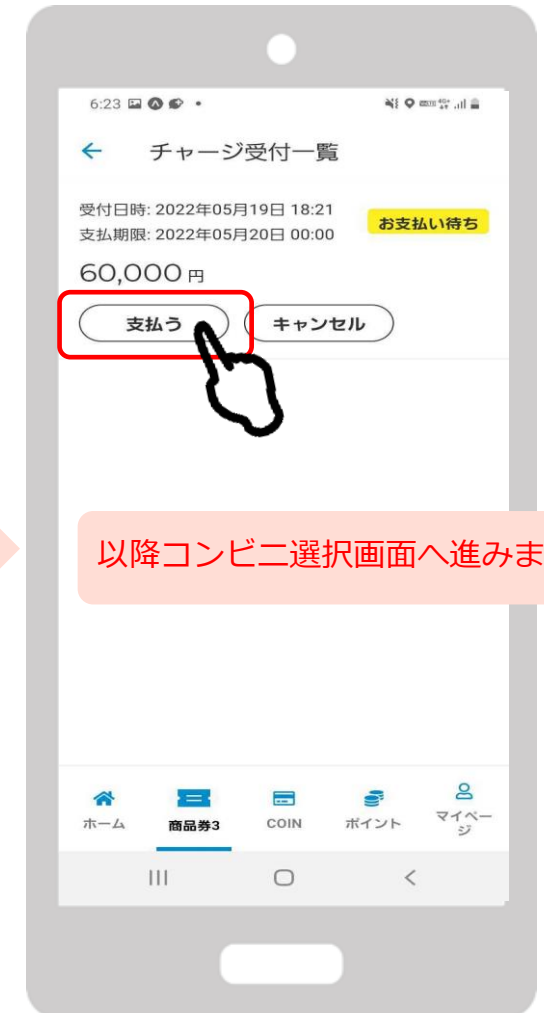 6:23
チャージ受付一覧
受付日時: 2022年05月19日 18:21
支払期限: 2022年05月20日 00:00
お支払い待ち
60,000 円
支払う
キャンセル
以降コンビニ選択画面へ進みま
ホーム
商品券3
COIN
ポイント
マイペー
ジ